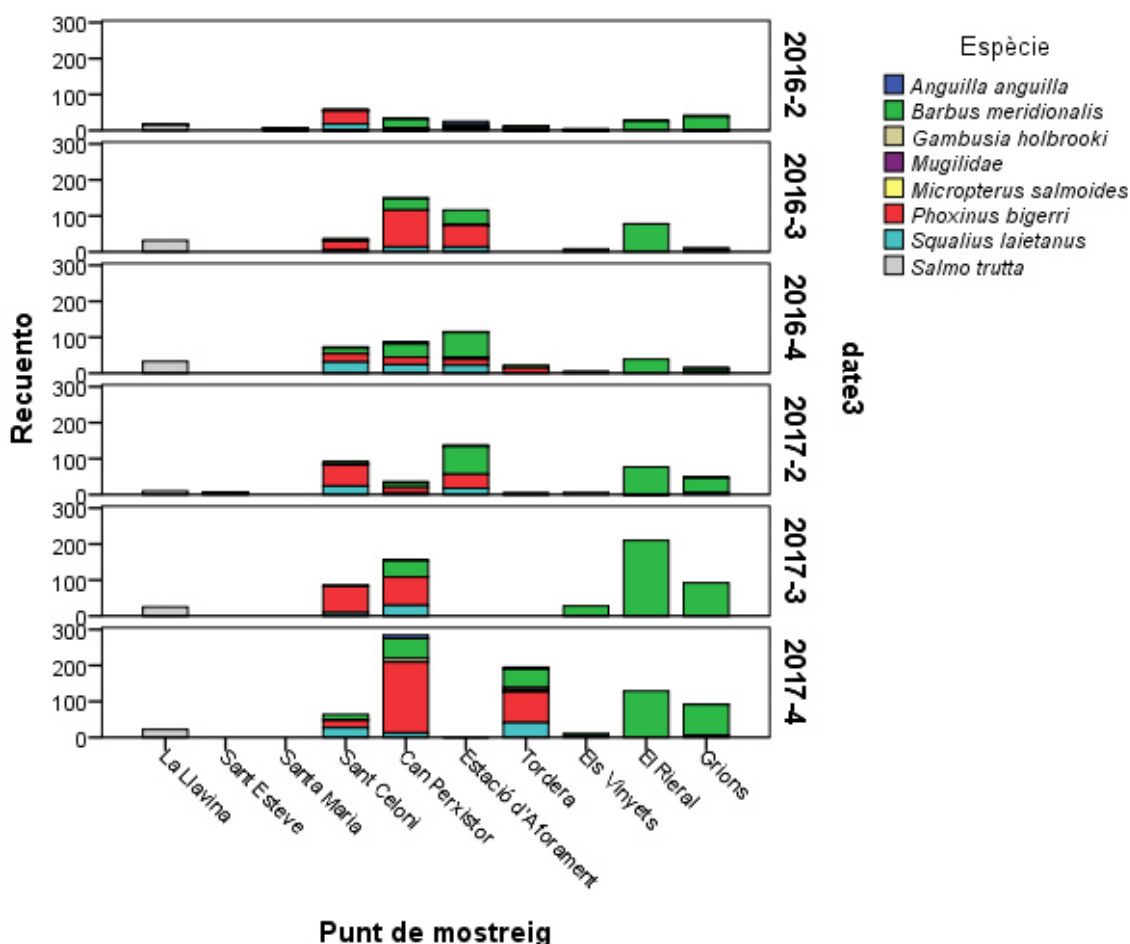 300
200
100
0
2016-2
300
200
100
0
2016-3
300
200
100
0
2016-4
300
200
100
0
2017-2
300
200
100
0
2017-3
300
200
100
0
2017-4
Recuento
date3
La Llavina
Sant Esteve
Santa Maria
Sant Celoni
Can Perxistor
Estació d'Aforament
Tordera
Els Vinyets
El Rieral
Grions
Punt de mostreig
Espècie
Anguilla anguilla
Barbus meridionalis
Gambusia holbrooki
Mugilidae
Micropterus salmoides
Phoxinus bigerri
Squalius laietanus
Salmo trutta